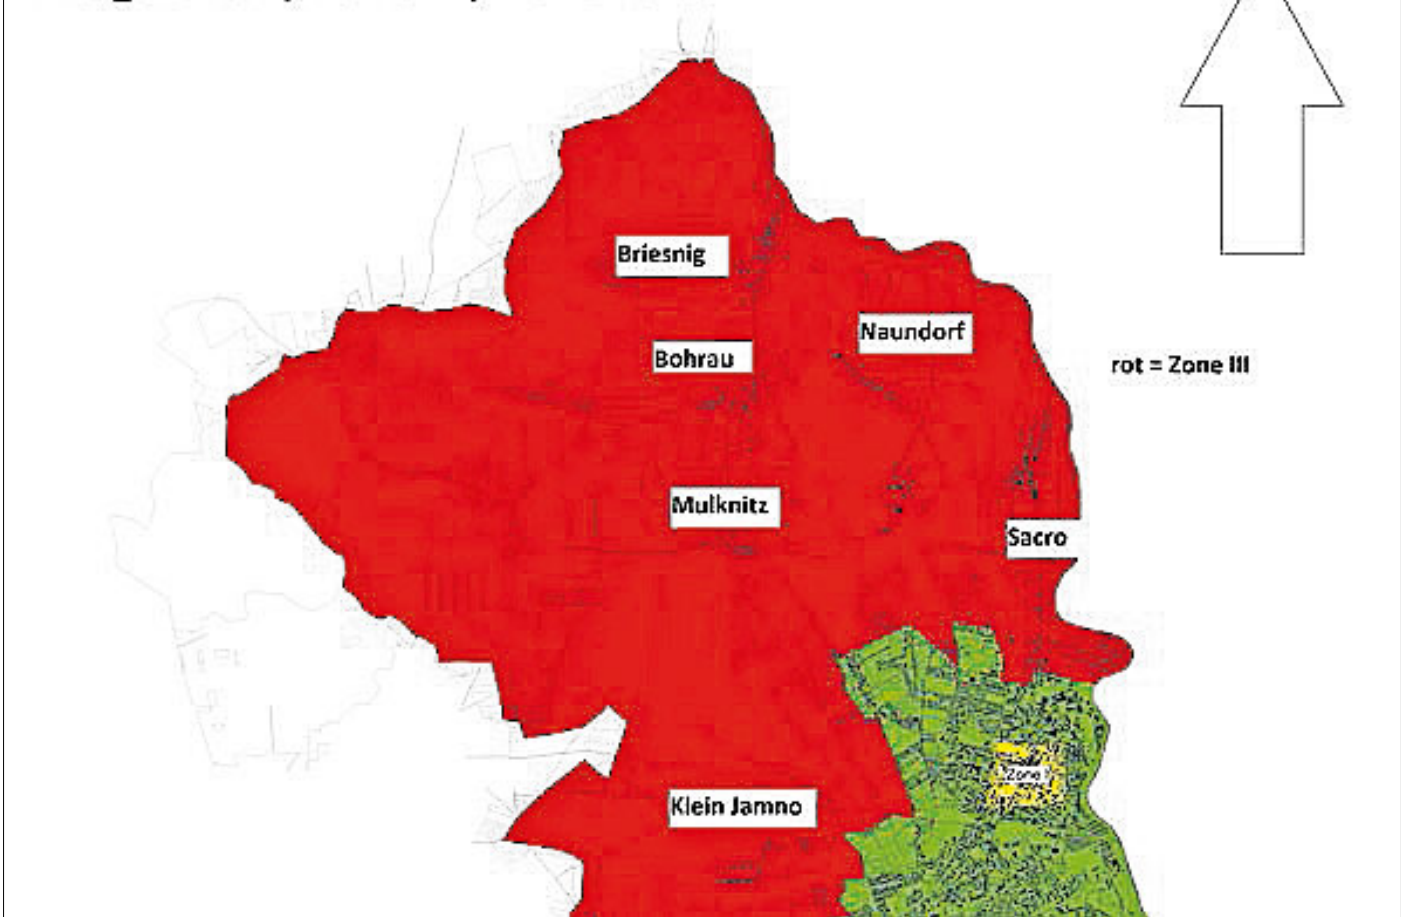 Briesnig
Naundorf
Bohrau
rot = Zone III
Mulknitz
Sacro
Zone I
Klein Jamno